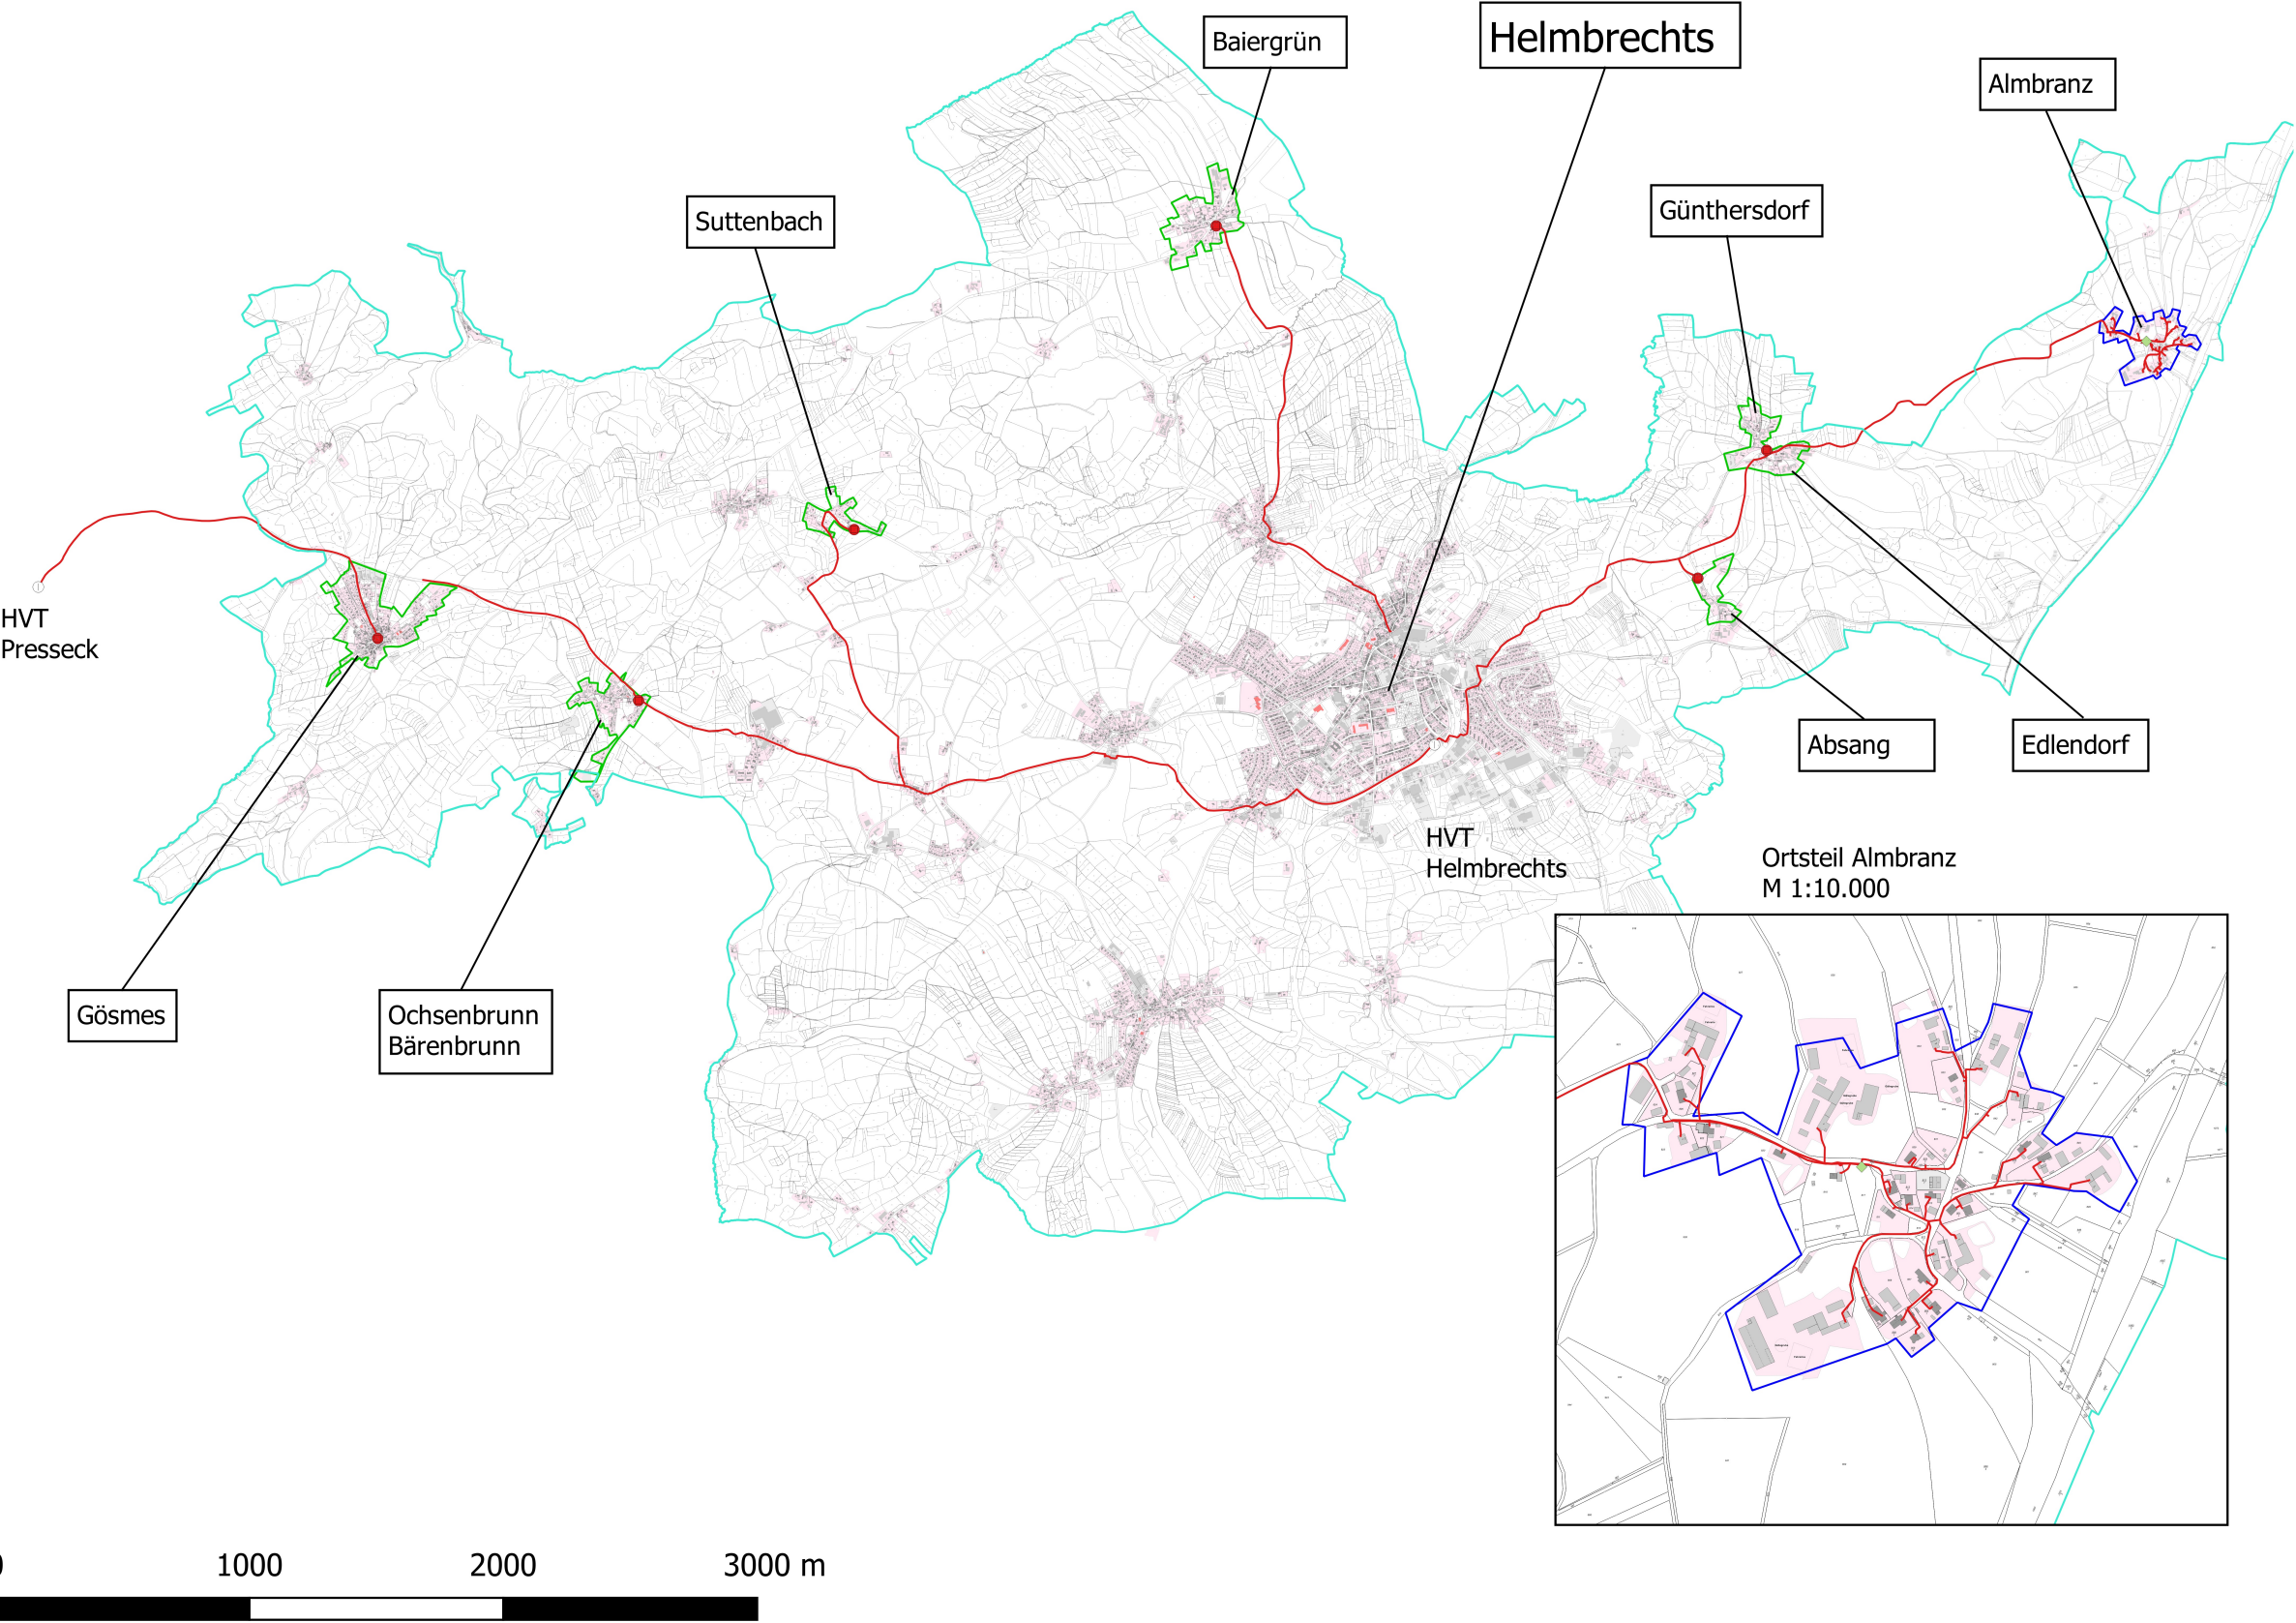 Baiergrün
Helmbrechts
Almbranz
Suttenbach
Günthersdorf
HVT
Presseck
Absang
Edlendorf
HVT
Helmbrechts
Ortsteil Almbranz
M 1:10.000
Gösmes
Ochsenbrunn
Bärenbrunn
1000
2000
3000 m